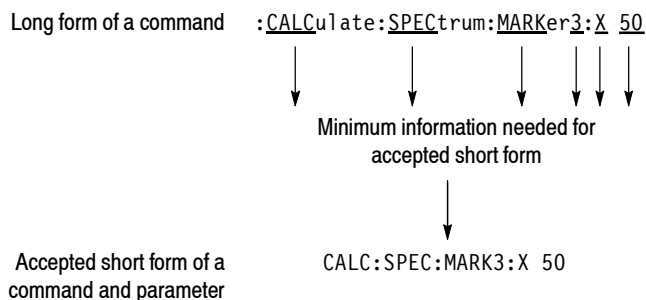 Long form of a command :CALCulate:SPECtrum:MARKer3:X 50
Minimum information needed for
accepted short form
Accepted short form of a CALC:SPEC:MARK3:X 50
command and parameter